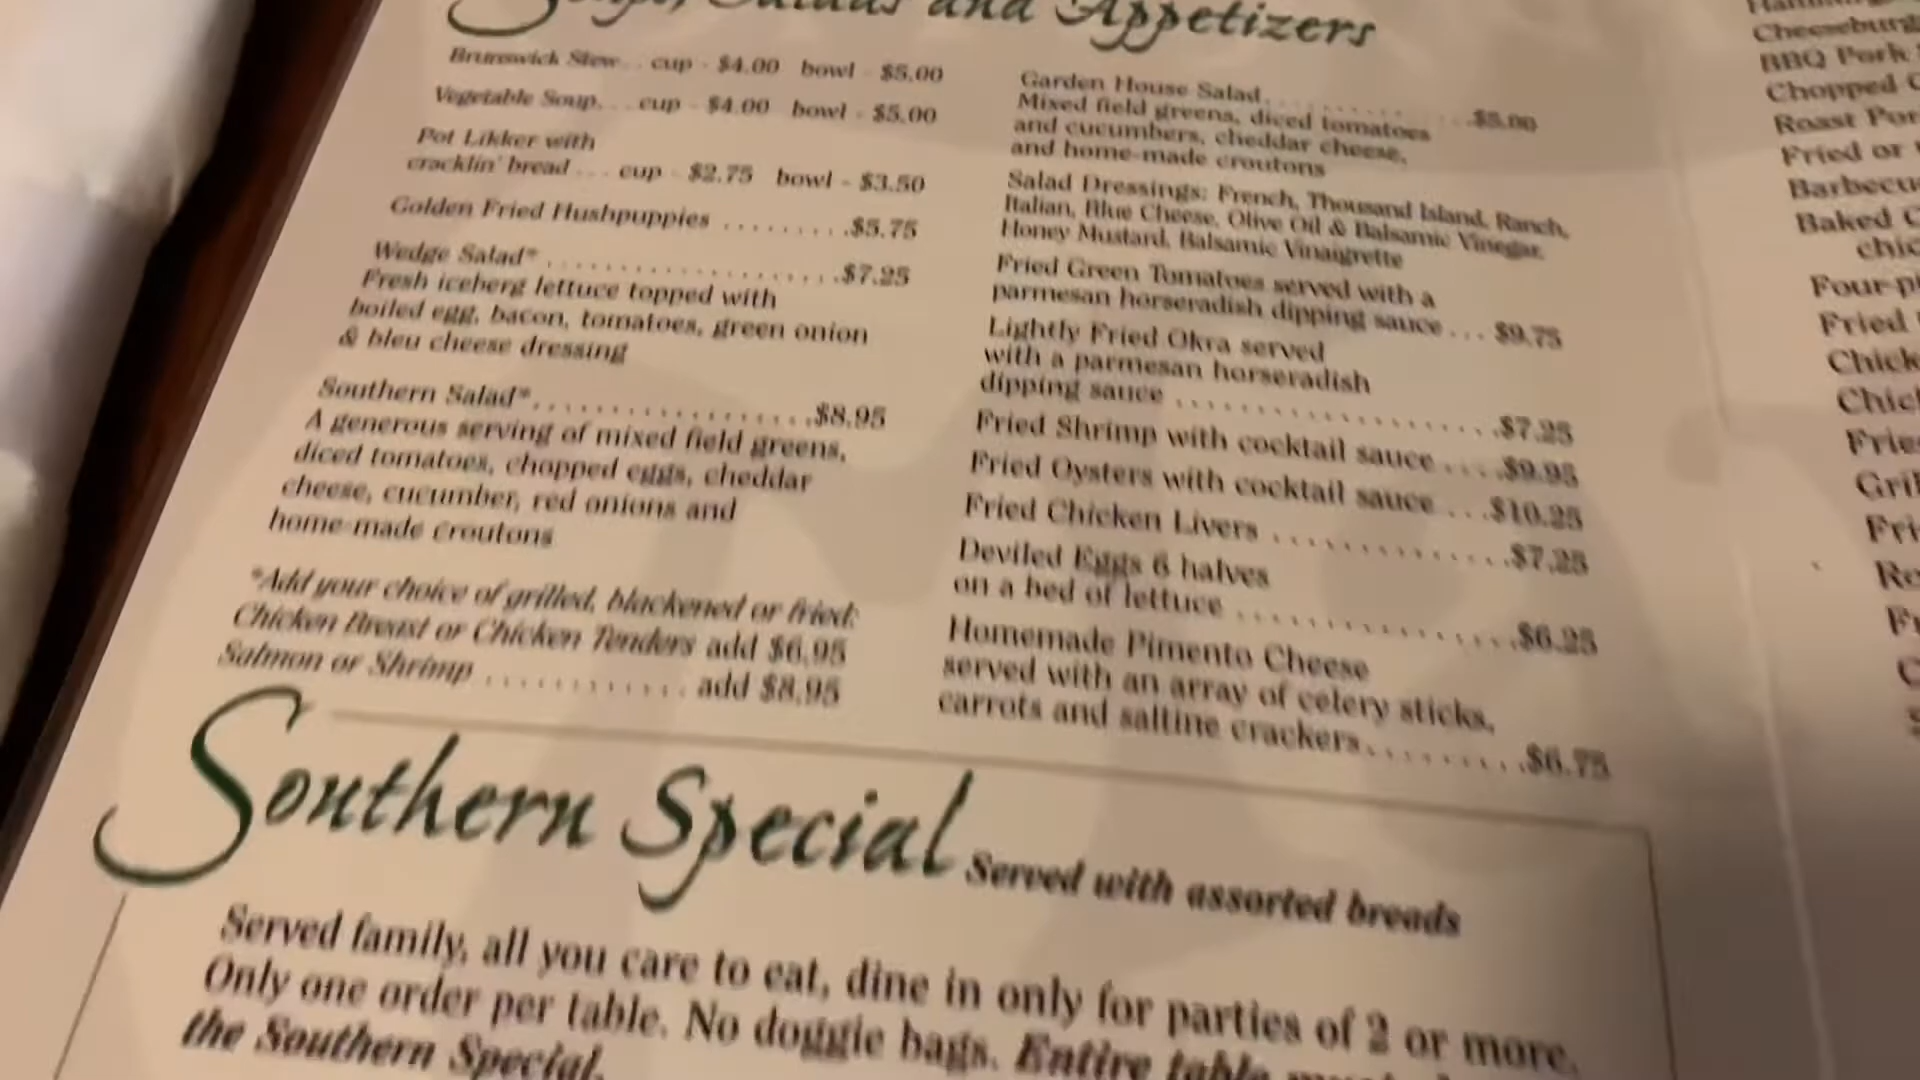 Soups, Salads and Appetizers
Brunswick Stew... cup - $4.00 bowl - $5.00
Vegetable Soup... cup - $4.00 bowl - $5.00
Pot Likker with
cracklin' bread... cup - $2.75 bowl - $3.50
Golden Fried Hushpuppies .........$5.75
Wedge Salad* ....................$7.25
Fresh iceberg lettuce topped with
boiled egg, bacon, tomatoes, green onion
& bleu cheese dressing
Southern Salad*..................$8.95
A generous serving of mixed field greens,
diced tomatoes, chopped eggs, cheddar
cheese, cucumber, red onions and
home-made croutons
*Add your choice of grilled, blackened or fried:
Chicken Breast or Chicken Tenders add $6.95
Salmon or Shrimp ............. add $8.95
Garden House Salad..................$5.00
Mixed field greens, diced tomatoes
and cucumbers, cheddar cheese,
and home-made croutons
Salad Dressings: French, Thousand Island, Ranch,
Italian, Blue Cheese, Olive Oil & Balsamic Vinegar,
Honey Mustard, Balsamic Vinaigrette
Fried Green Tomatoes served with a
parmesan horseradish dipping sauce ... $9.75
Lightly Fried Okra served
with a parmesan horseradish
dipping sauce ....................$7.25
Fried Shrimp with cocktail sauce ....$9.95
Fried Oysters with cocktail sauce ...$10.25
Fried Chicken Livers ...............$7.25
Deviled Eggs 6 halves
on a bed of lettuce .................$6.25
Homemade Pimento Cheese
served with an array of celery sticks,
carrots and saltine crackers.........$6.75
Southern Special Served with assorted breads
Served family, all you care to eat, dine in only for parties of 2 or more.
Only one order per table. No doggie bags. Entire table
the Southern Special.
BBQ Pork
Chopped
Fried or
Baked
Fried